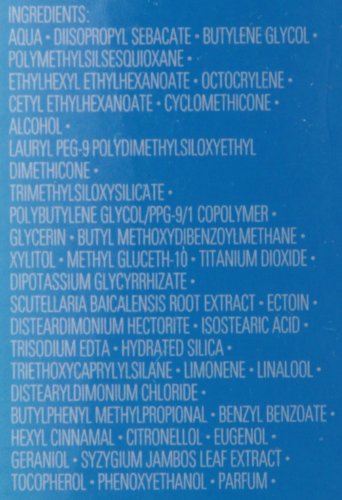 INGREDIENTS:
AQUA • DIISOPROPYL SEBACATE • BUTYLENE GLYCOL •
POLYMETHYLSILSESQUIOXANE •
ETHYLHEXYL ETHYLHEXANOATE • OCTOCRYLENE •
CETYL ETHYLHEXANOATE • CYCLOMETHICONE •
ALCOHOL •
LAURYL PEG-9 POLYDIMETHYLSILOXYETHYL
DIMETHICONE •
TRIMETHYLSILOXYSILICATE •
POLYBUTYLENE GLYCOL/PPG-9/1 COPOLYMER •
GLYCERIN • BUTYL METHOXYDIBENZOYLMETHANE •
XYLITOL • METHYL GLUCETH-10 • TITANIUM DIOXIDE •
DIPOTASSIUM GLYCYRRHIZATE •
SCUTELLARIA BAICALENSIS ROOT EXTRACT • ECTOIN •
DISTEARDIMONIUM HECTORITE • ISOSTEARIC ACID •
TRISODIUM EDTA • HYDRATED SILICA •
TRIETHOXYCAPRYLYLSILANE • LIMONENE • LINALOOL •
DISTEARYLDIMONIUM CHLORIDE •
BUTYLPHENYL METHYLPROPIONAL • BENZYL BENZOATE •
HEXYL CINNAMAL • CITRONELLOL • EUGENOL •
GERANIOL • SYZYGIUM JAMBOS LEAF EXTRACT •
TOCOPHEROL • PHENOXYETHANOL • PARFUM •